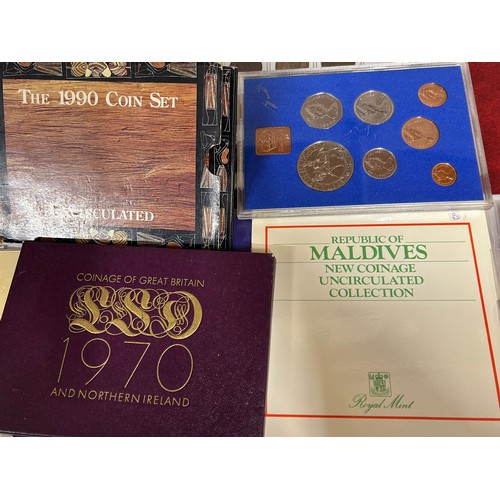 THE 1990 COIN SET
UNCIRCULATED
COINAGE OF GREAT BRITAIN
LSD
1970
AND NORTHERN IRELAND
REPUBLIC OF
MALDIVES
NEW COINAGE
UNCIRCULATED
COLLECTION
Royal Mint